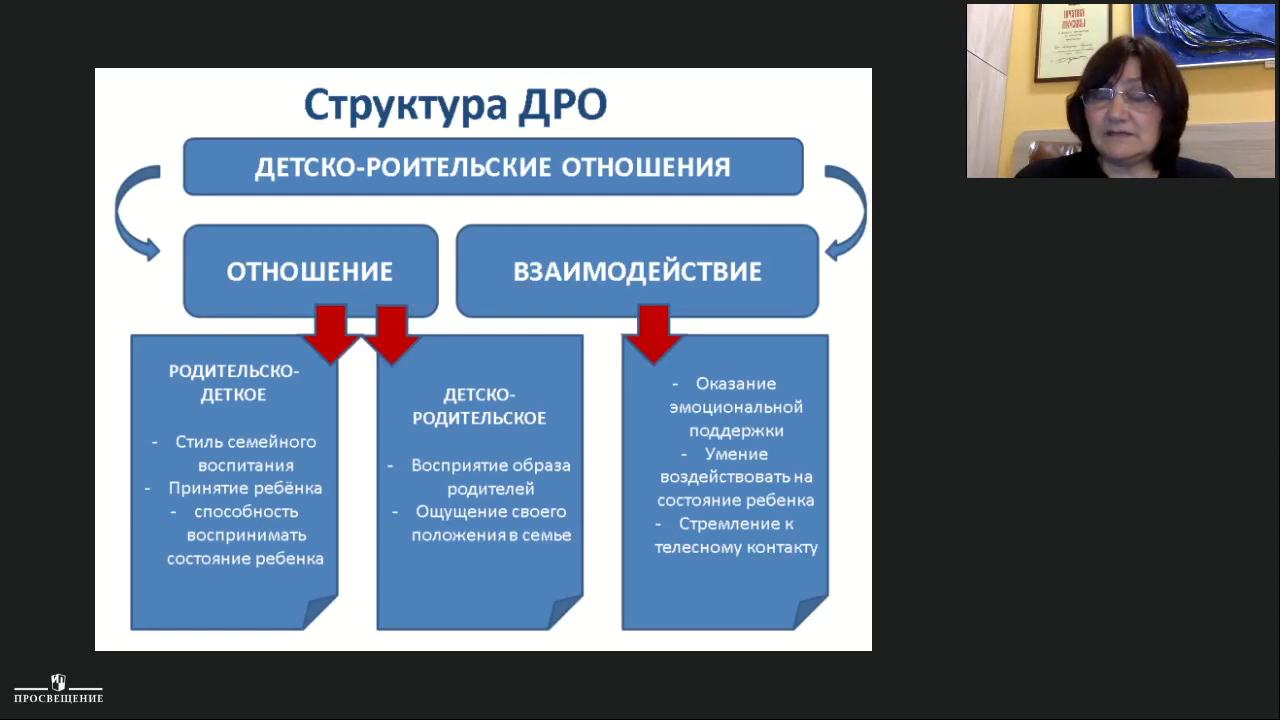 Структура ДРО
ДЕТСКО-РОИТЕЛЬСКИЕ ОТНОШЕНИЯ
ОТНОШЕНИЕ
ВЗАИМОДЕЙСТВИЕ
РОДИТЕЛЬСКО-
ДЕТКОЕ
- Стиль семейного
воспитания
- Принятие ребёнка
- способность
воспринимать
состояние ребенка
ДЕТСКО-
РОДИТЕЛЬСКОЕ
- Восприятие образа
родителей
- Ощущение своего
положения в семье
- Оказание
эмоциональной
поддержки
- Умение
воздействовать на
состояние ребенка
- Стремление к
телесному контакту
МОСКВЫ
ПРОСВЕЩЕНИЕ